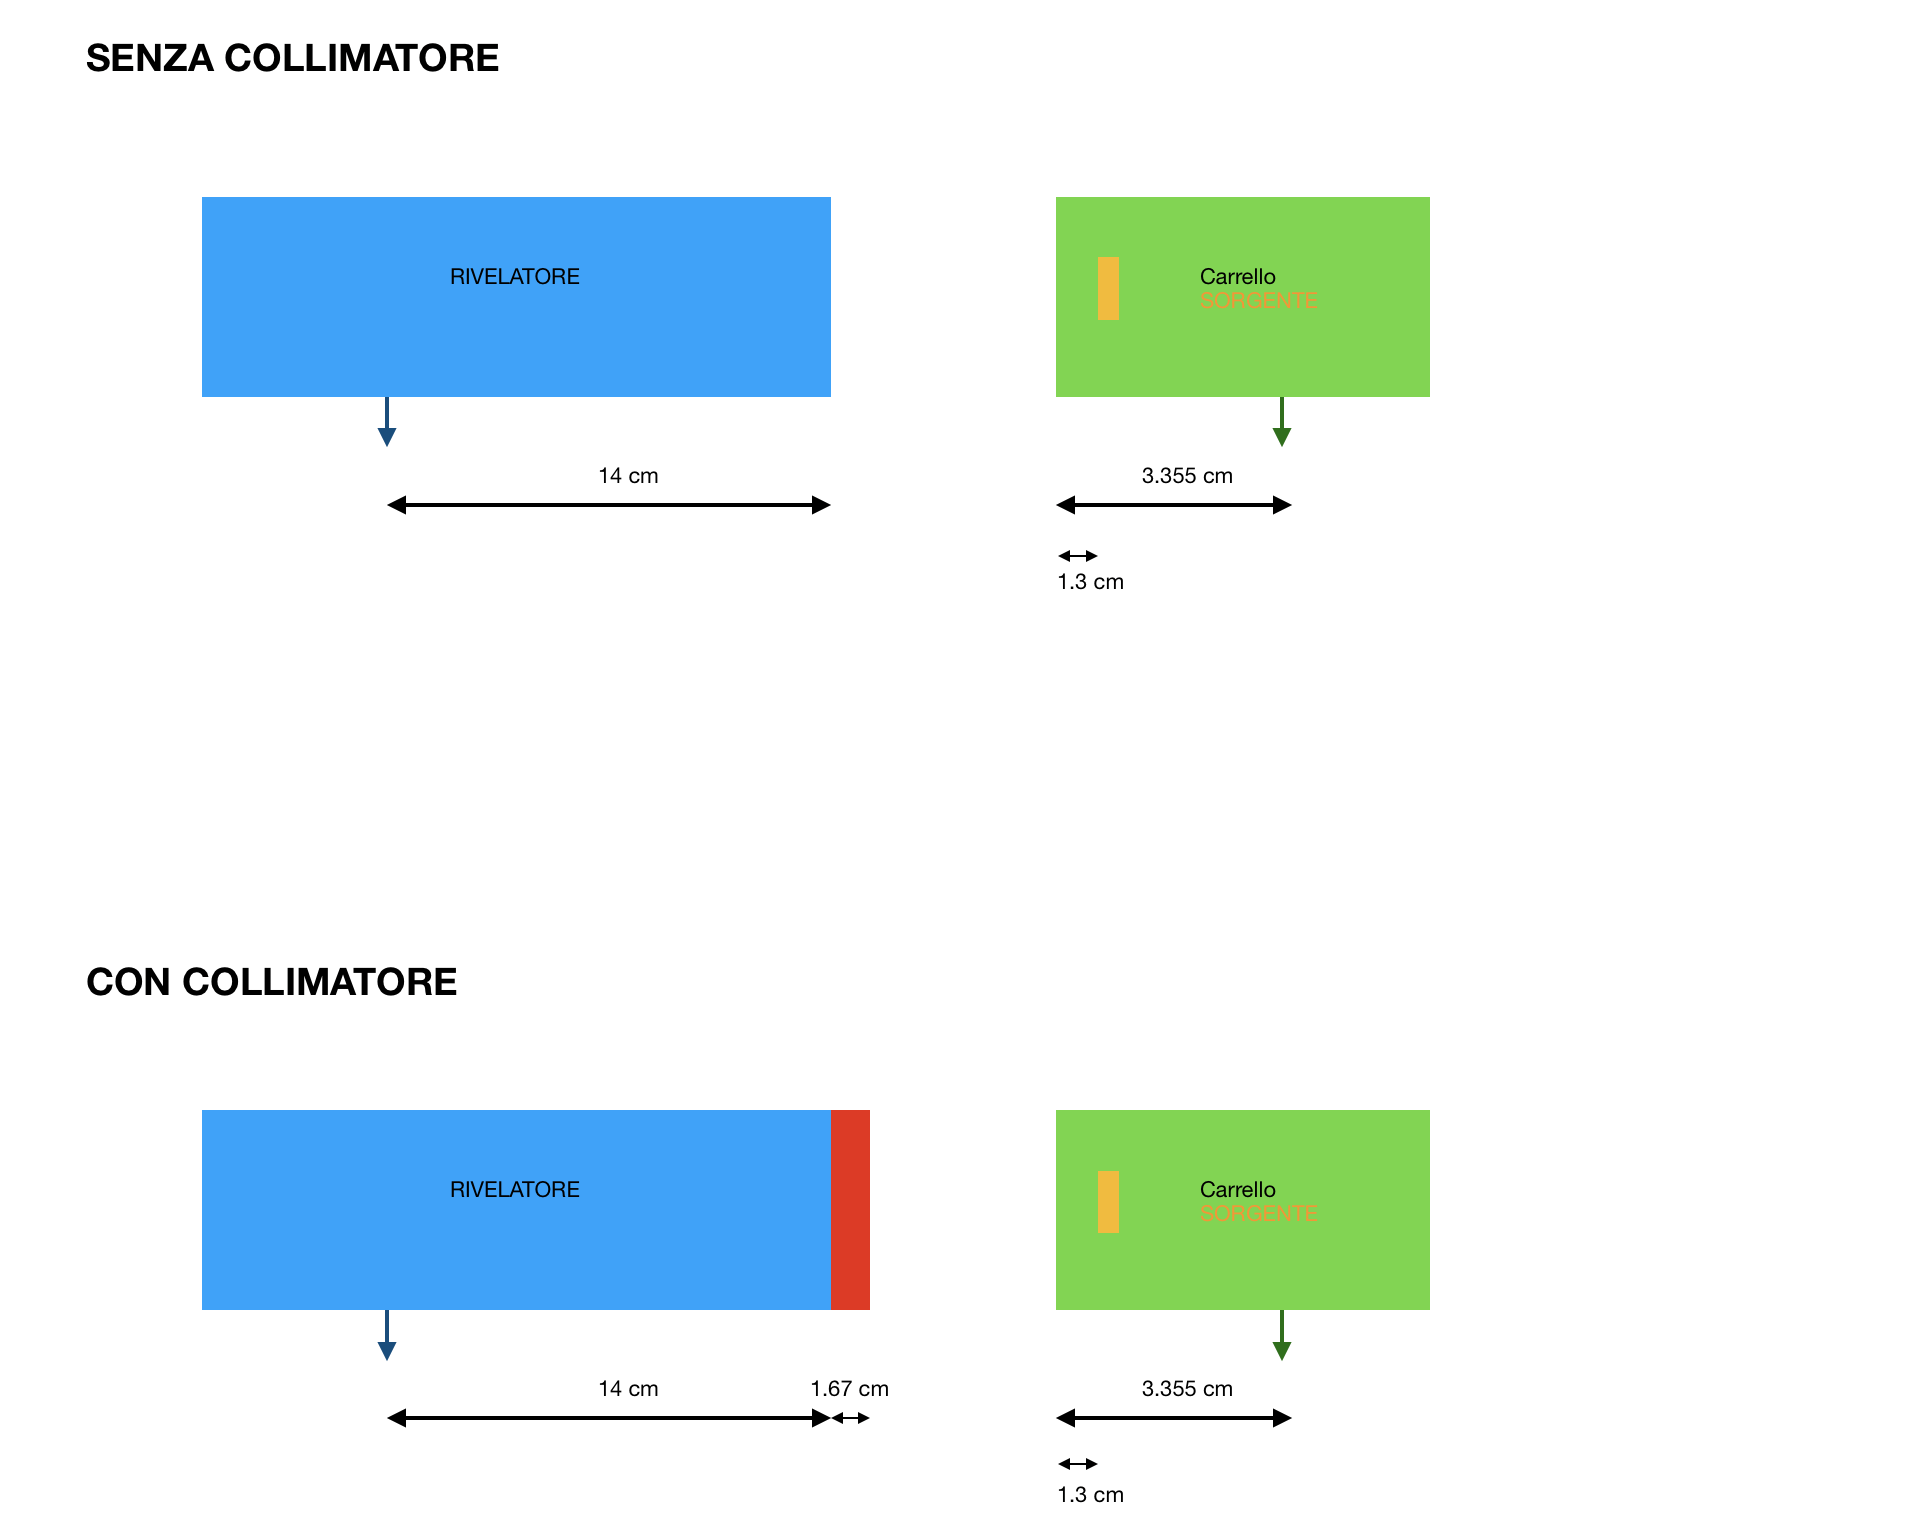 SENZA COLLIMATORE
RIVELATORE
Carrello
SORGENTE
14 cm
3.355 cm
1.3 cm
CON COLLIMATORE
RIVELATORE
Carrello
SORGENTE
14 cm
1.67 cm
3.355 cm
1.3 cm